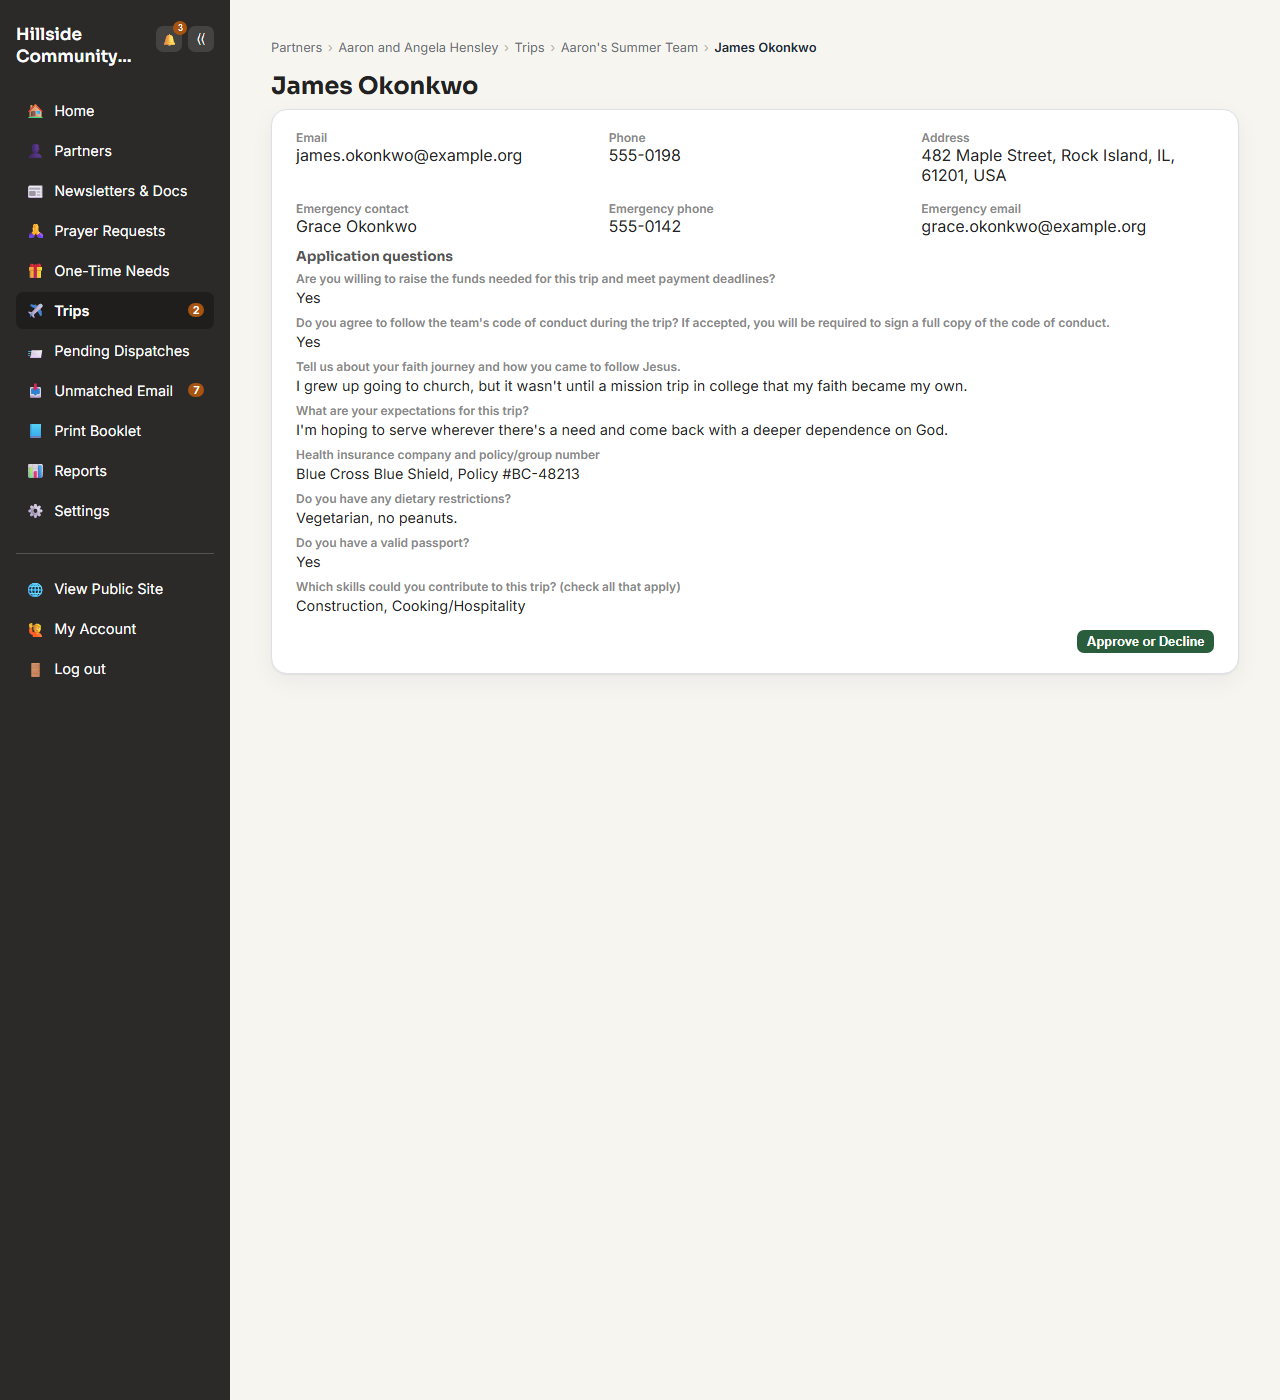 Hillside
Community...
3
⟨⟨
Home
Partners
Newsletters & Docs
Prayer Requests
One-Time Needs
Trips 2
Pending Dispatches
Unmatched Email 7
Print Booklet
Reports
Settings
View Public Site
My Account
Log out
Partners › Aaron and Angela Hensley › Trips › Aaron's Summer Team › James Okonkwo
James Okonkwo
Email
james.okonkwo@example.org
Phone
555-0198
Address
482 Maple Street, Rock Island, IL,
61201, USA
Emergency contact
Grace Okonkwo
Emergency phone
555-0142
Emergency email
grace.okonkwo@example.org
Application questions
Are you willing to raise the funds needed for this trip and meet payment deadlines?
Yes
Do you agree to follow the team's code of conduct during the trip? If accepted, you will be required to sign a full copy of the code of conduct.
Yes
Tell us about your faith journey and how you came to follow Jesus.
I grew up going to church, but it wasn't until a mission trip in college that my faith became my own.
What are your expectations for this trip?
I'm hoping to serve wherever there's a need and come back with a deeper dependence on God.
Health insurance company and policy/group number
Blue Cross Blue Shield, Policy #BC-48213
Do you have any dietary restrictions?
Vegetarian, no peanuts.
Do you have a valid passport?
Yes
Which skills could you contribute to this trip? (check all that apply)
Construction, Cooking/Hospitality
Approve or Decline